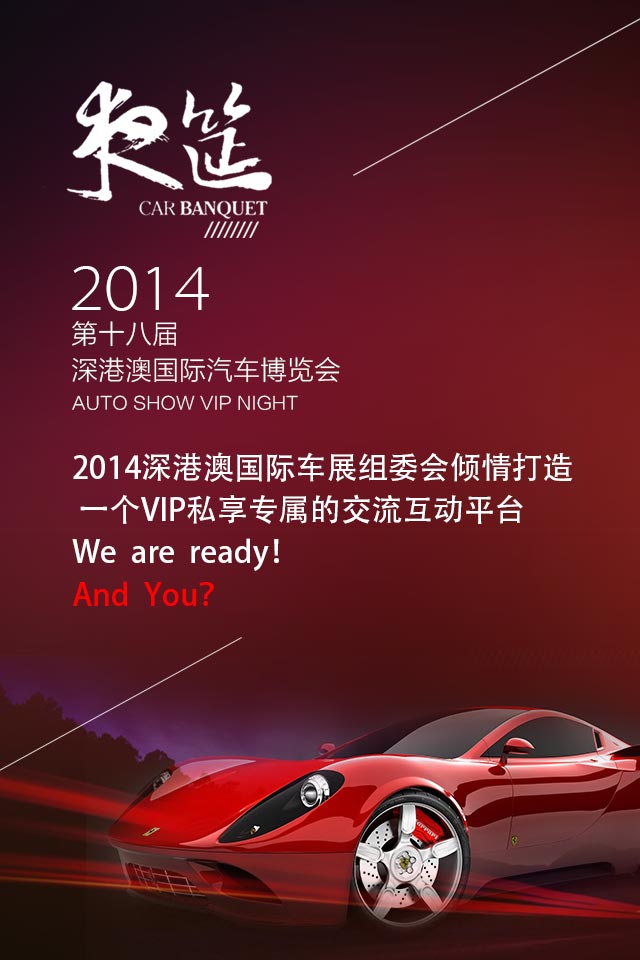 夜筵
CAR BANQUET
2014
第十八届
深港澳国际汽车博览会
AUTO SHOW VIP NIGHT
2014深港澳国际车展组委会倾情打造
一个VIP私享专属的交流互动平台
We are ready!
And You?
Ferrari